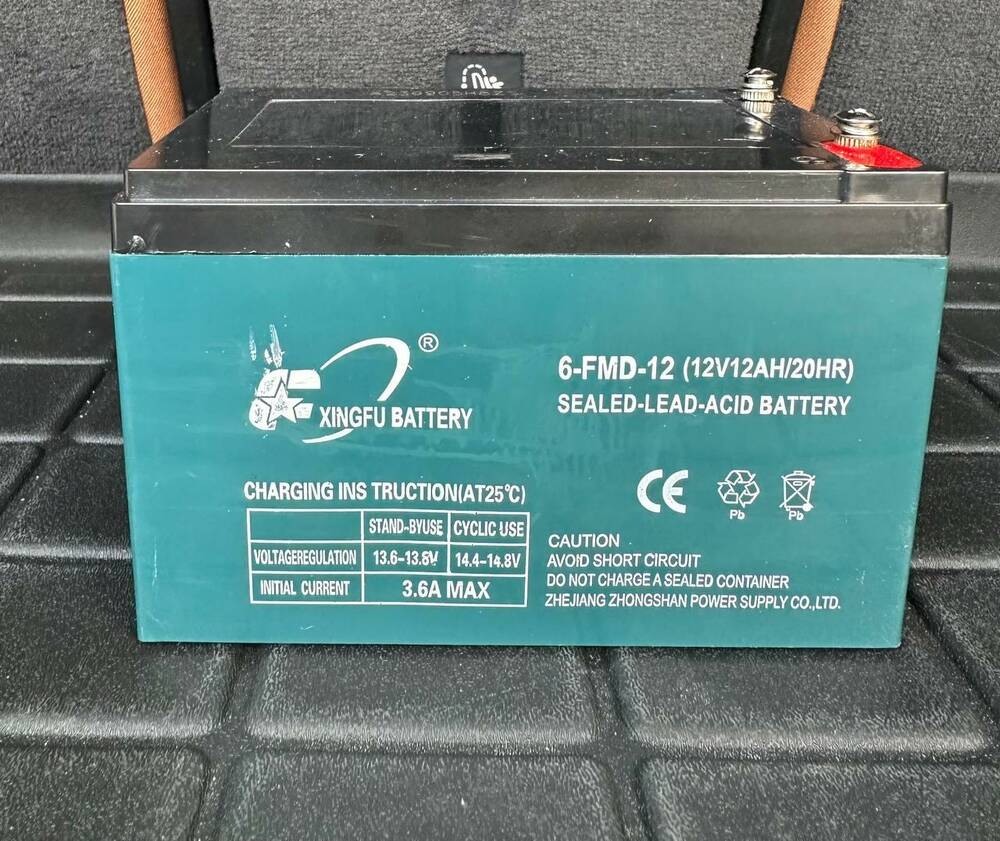 ®
XINGFU BATTERY
6-FMD-12 (12V12AH/20HR)
SEALED-LEAD-ACID BATTERY
CE
Pb
Pb
CHARGING INS TRUCTION(AT25℃)
STAND-BYUSE CYCLIC USE
VOLTAGEREGULATION 13.6-13.8V 14.4-14.8V
INITIAL CURRENT 3.6A MAX
CAUTION
AVOID SHORT CIRCUIT
DO NOT CHARGE A SEALED CONTAINER
ZHEJIANG ZHONGSHAN POWER SUPPLY CO.,LTD.